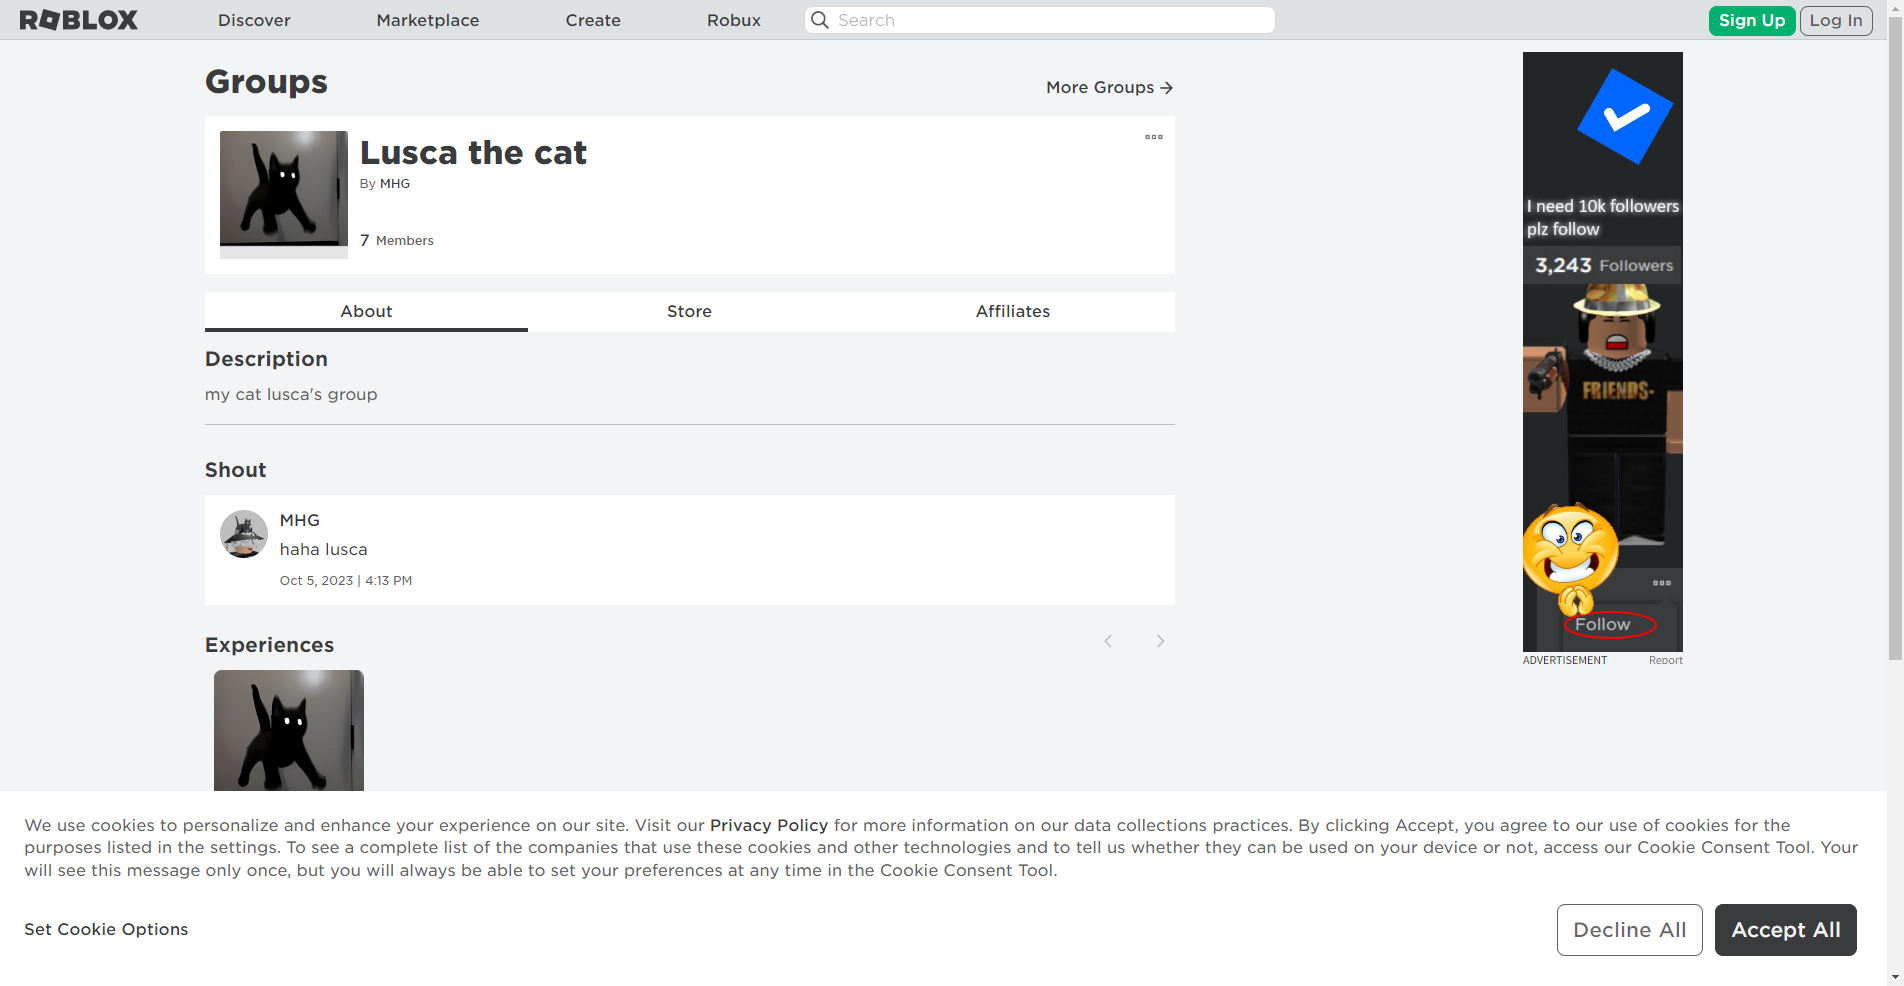 ROBLOX
Discover
Marketplace
Create
Robux
Search
Sign Up
Log In
Groups
More Groups
Lusca the cat
By MHG
7 Members
About
Store
Affiliates
Description
my cat lusca's group
Shout
MHG
haha lusca
Oct 5, 2023 | 4:13 PM
Experiences
I need 10k followers
plz follow
3,243 Followers
FRIENDS-
Follow
ADVERTISEMENT
Report
We use cookies to personalize and enhance your experience on our site. Visit our Privacy Policy for more information on our data collections practices. By clicking Accept, you agree to our use of cookies for the
purposes listed in the settings. To see a complete list of the companies that use these cookies and other technologies and to tell us whether they can be used on your device or not, access our Cookie Consent Tool. Your
will see this message only once, but you will always be able to set your preferences at any time in the Cookie Consent Tool.
Set Cookie Options
Decline All
Accept All